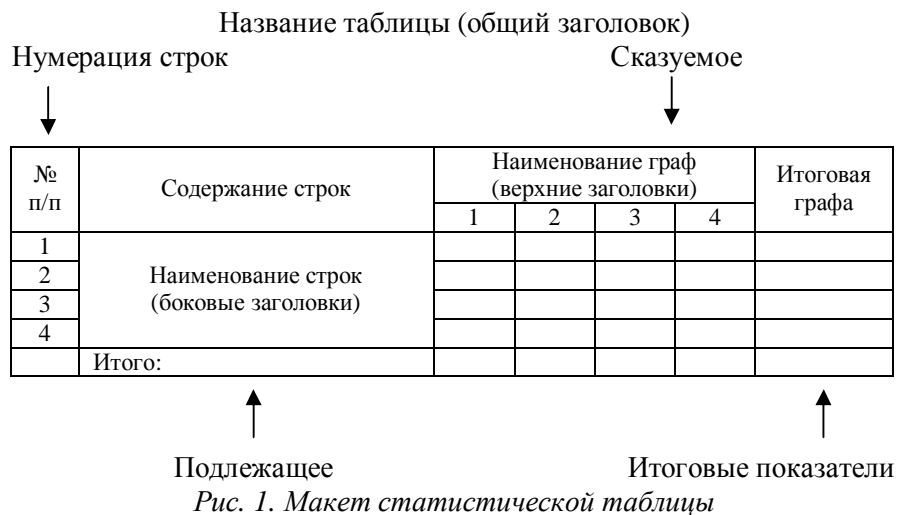 Название таблицы (общий заголовок)
Нумерация строк Сказуемое
№ п/п Содержание строк Наименование граф (верхние заголовки) Итоговая графа
1 2 3 4
1
2 Наименование строк
3 (боковые заголовки)
4
Итого:
Подлежащее Итоговые показатели
Рис. 1. Макет статистической таблицы